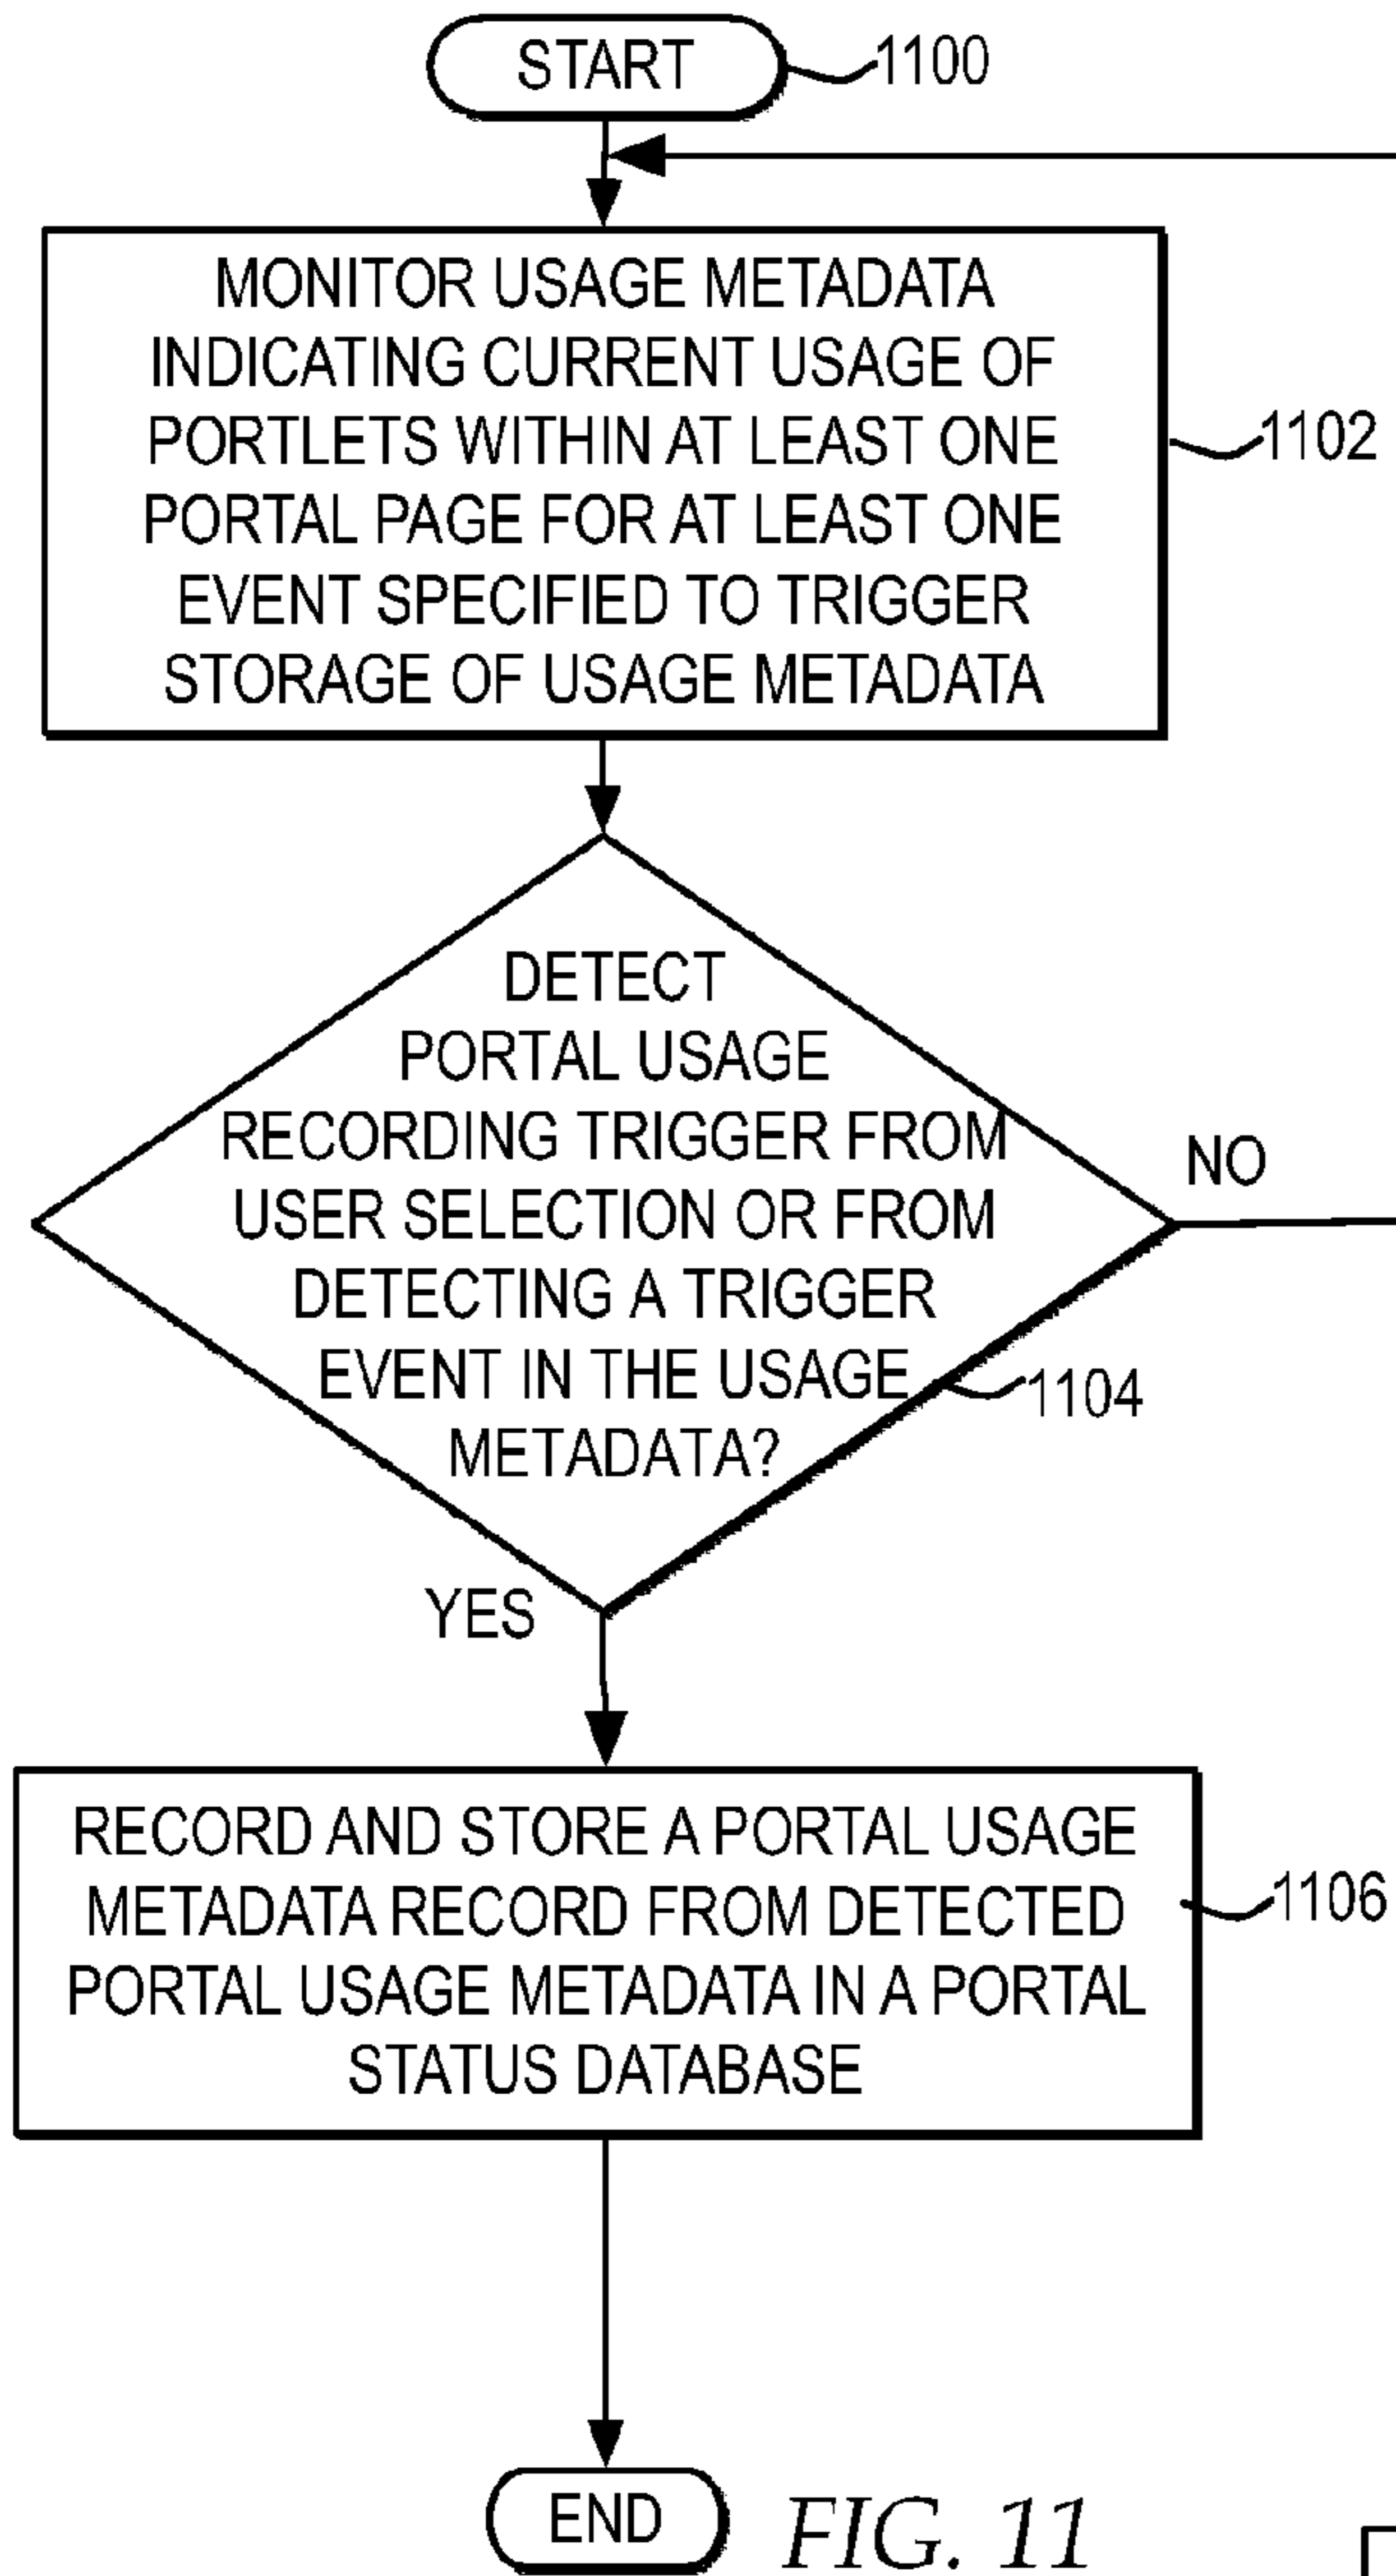 START
1100
MONITOR USAGE METADATA
INDICATING CURRENT USAGE OF
PORTLETS WITHIN AT LEAST ONE
PORTAL PAGE FOR AT LEAST ONE
EVENT SPECIFIED TO TRIGGER
STORAGE OF USAGE METADATA
1102
DETECT
PORTAL USAGE
RECORDING TRIGGER FROM
USER SELECTION OR FROM
DETECTING A TRIGGER
EVENT IN THE USAGE
METADATA?
1104
NO
YES
RECORD AND STORE A PORTAL USAGE
METADATA RECORD FROM DETECTED
PORTAL USAGE METADATA IN A PORTAL
STATUS DATABASE
1106
END
FIG. 11